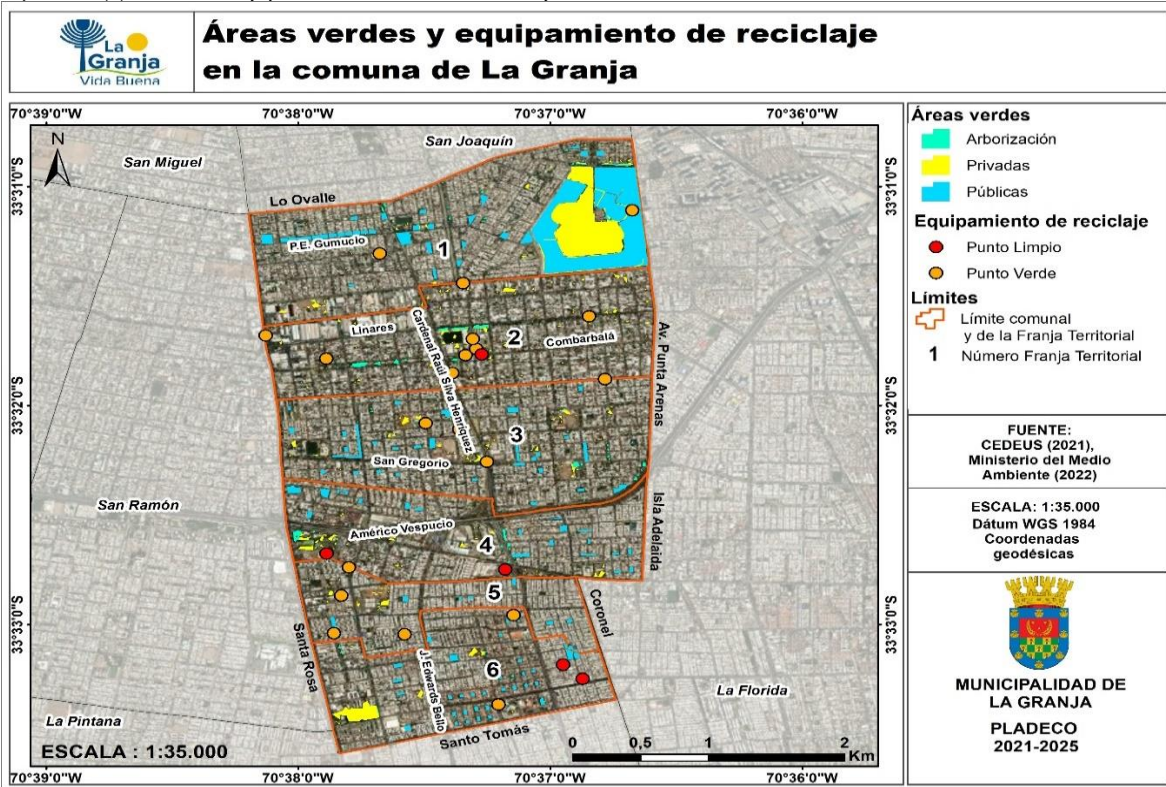 La
Granja
Vida Buena
Áreas verdes y equipamiento de reciclaje
en la comuna de La Granja
70°39'0"W
70°38'0"W
70°37'0"W
70°36'0"W
N
San Miguel
San Joaquín
33°31'0"S
33°31'0"S
Lo Ovalle
P.E. Gumucio
1
Linares
Cardenal Raúl Silva Henríquez
2
Combarbalá
Av. Punta Arenas
33°32'0"S
33°32'0"S
3
San Gregorio
San Ramón
Américo Vespucio
Isla Adelaida
4
5
Coronel
33°33'0"S
33°33'0"S
Santa Rosa
J. Edwards Bello
6
La Florida
La Pintana
Santo Tomás
ESCALA : 1:35.000
0 0,5 1 2
Km
70°39'0"W
70°38'0"W
70°37'0"W
70°36'0"W
Áreas verdes
Arborización
Privadas
Públicas
Equipamiento de reciclaje
Punto Limpio
Punto Verde
Límites
Límite comunal
y de la Franja Territorial
1 Número Franja Territorial
FUENTE:
CEDEUS (2021),
Ministerio del Medio
Ambiente (2022)
ESCALA: 1:35.000
Dátum WGS 1984
Coordenadas
geodésicas
MUNICIPALIDAD DE
LA GRANJA
PLADECO
2021-2025